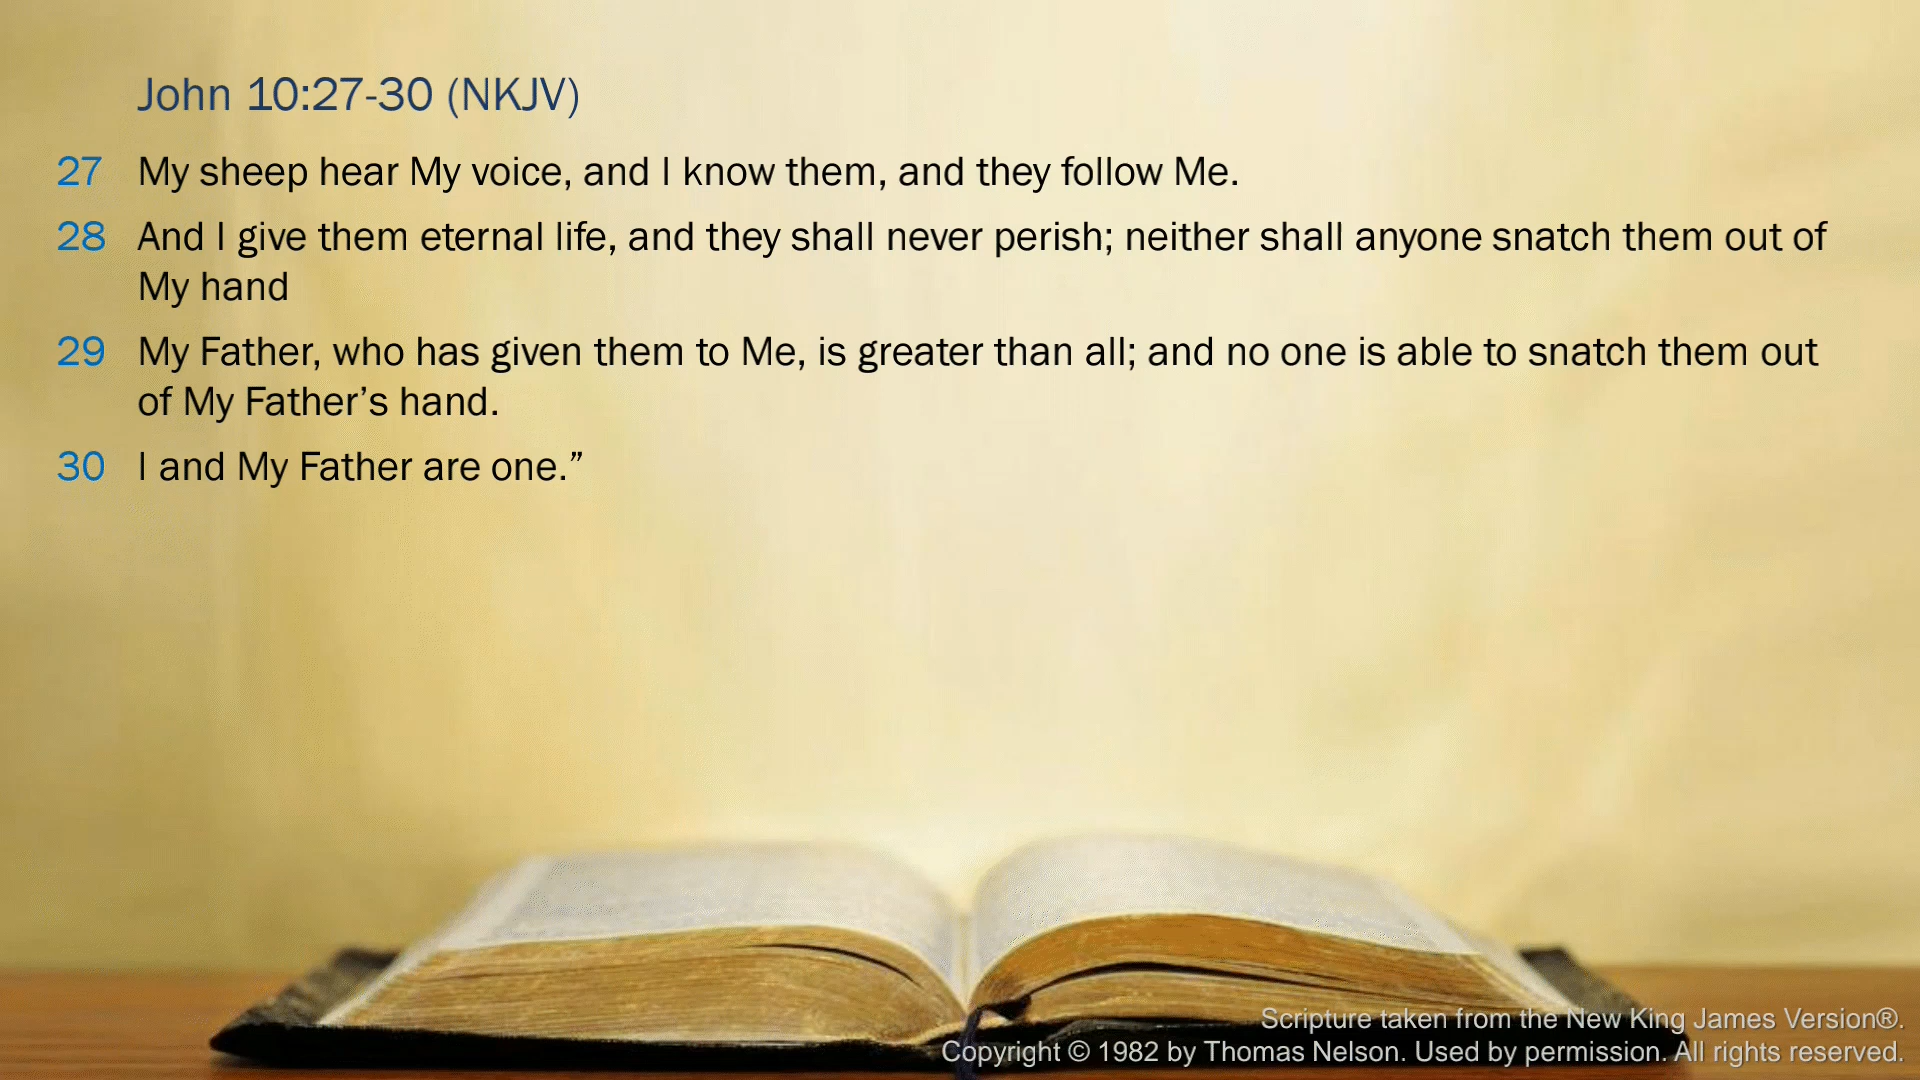 John 10:27-30 (NKJV)
27 My sheep hear My voice, and I know them, and they follow Me.
28 And I give them eternal life, and they shall never perish; neither shall anyone snatch them out of
My hand
29 My Father, who has given them to Me, is greater than all; and no one is able to snatch them out
of My Father’s hand.
30 I and My Father are one.”
Scripture taken from the New King James Version®.
Copyright © 1982 by Thomas Nelson. Used by permission. All rights reserved.